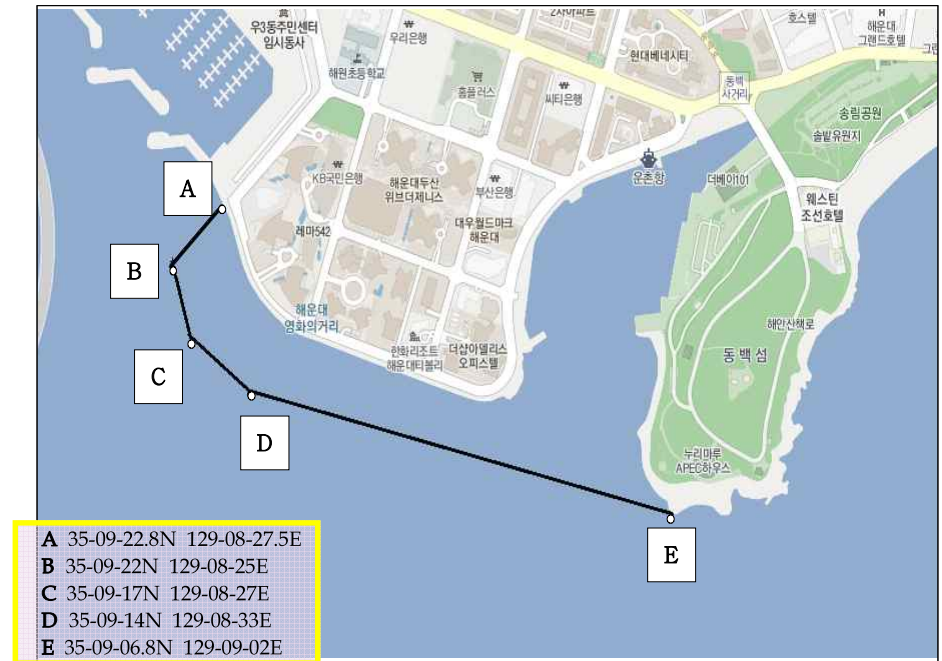 우3동주민센터
임시동사
우리은행
2차아파트
호스텔
해운대
그랜드호텔
해원초등학교
홈플러스
씨티은행
현대베네시티
동백
사거리
송림공원
솔밭유원지
KB국민은행
해운대두산
위브더제니스
부산은행
운촌항
더베이101
웨스틴
조선호텔
A
레마542
대우월드마크
해운대
B
해운대
영화의거리
한화리조트
해운대티볼리
더샵아델리스
오피스텔
해안산책로
동백섬
C
D
누리마루
APEC하우스
E
A 35-09-22.8N 129-08-27.5E
B 35-09-22N 129-08-25E
C 35-09-17N 129-08-27E
D 35-09-14N 129-08-33E
E 35-09-06.8N 129-09-02E